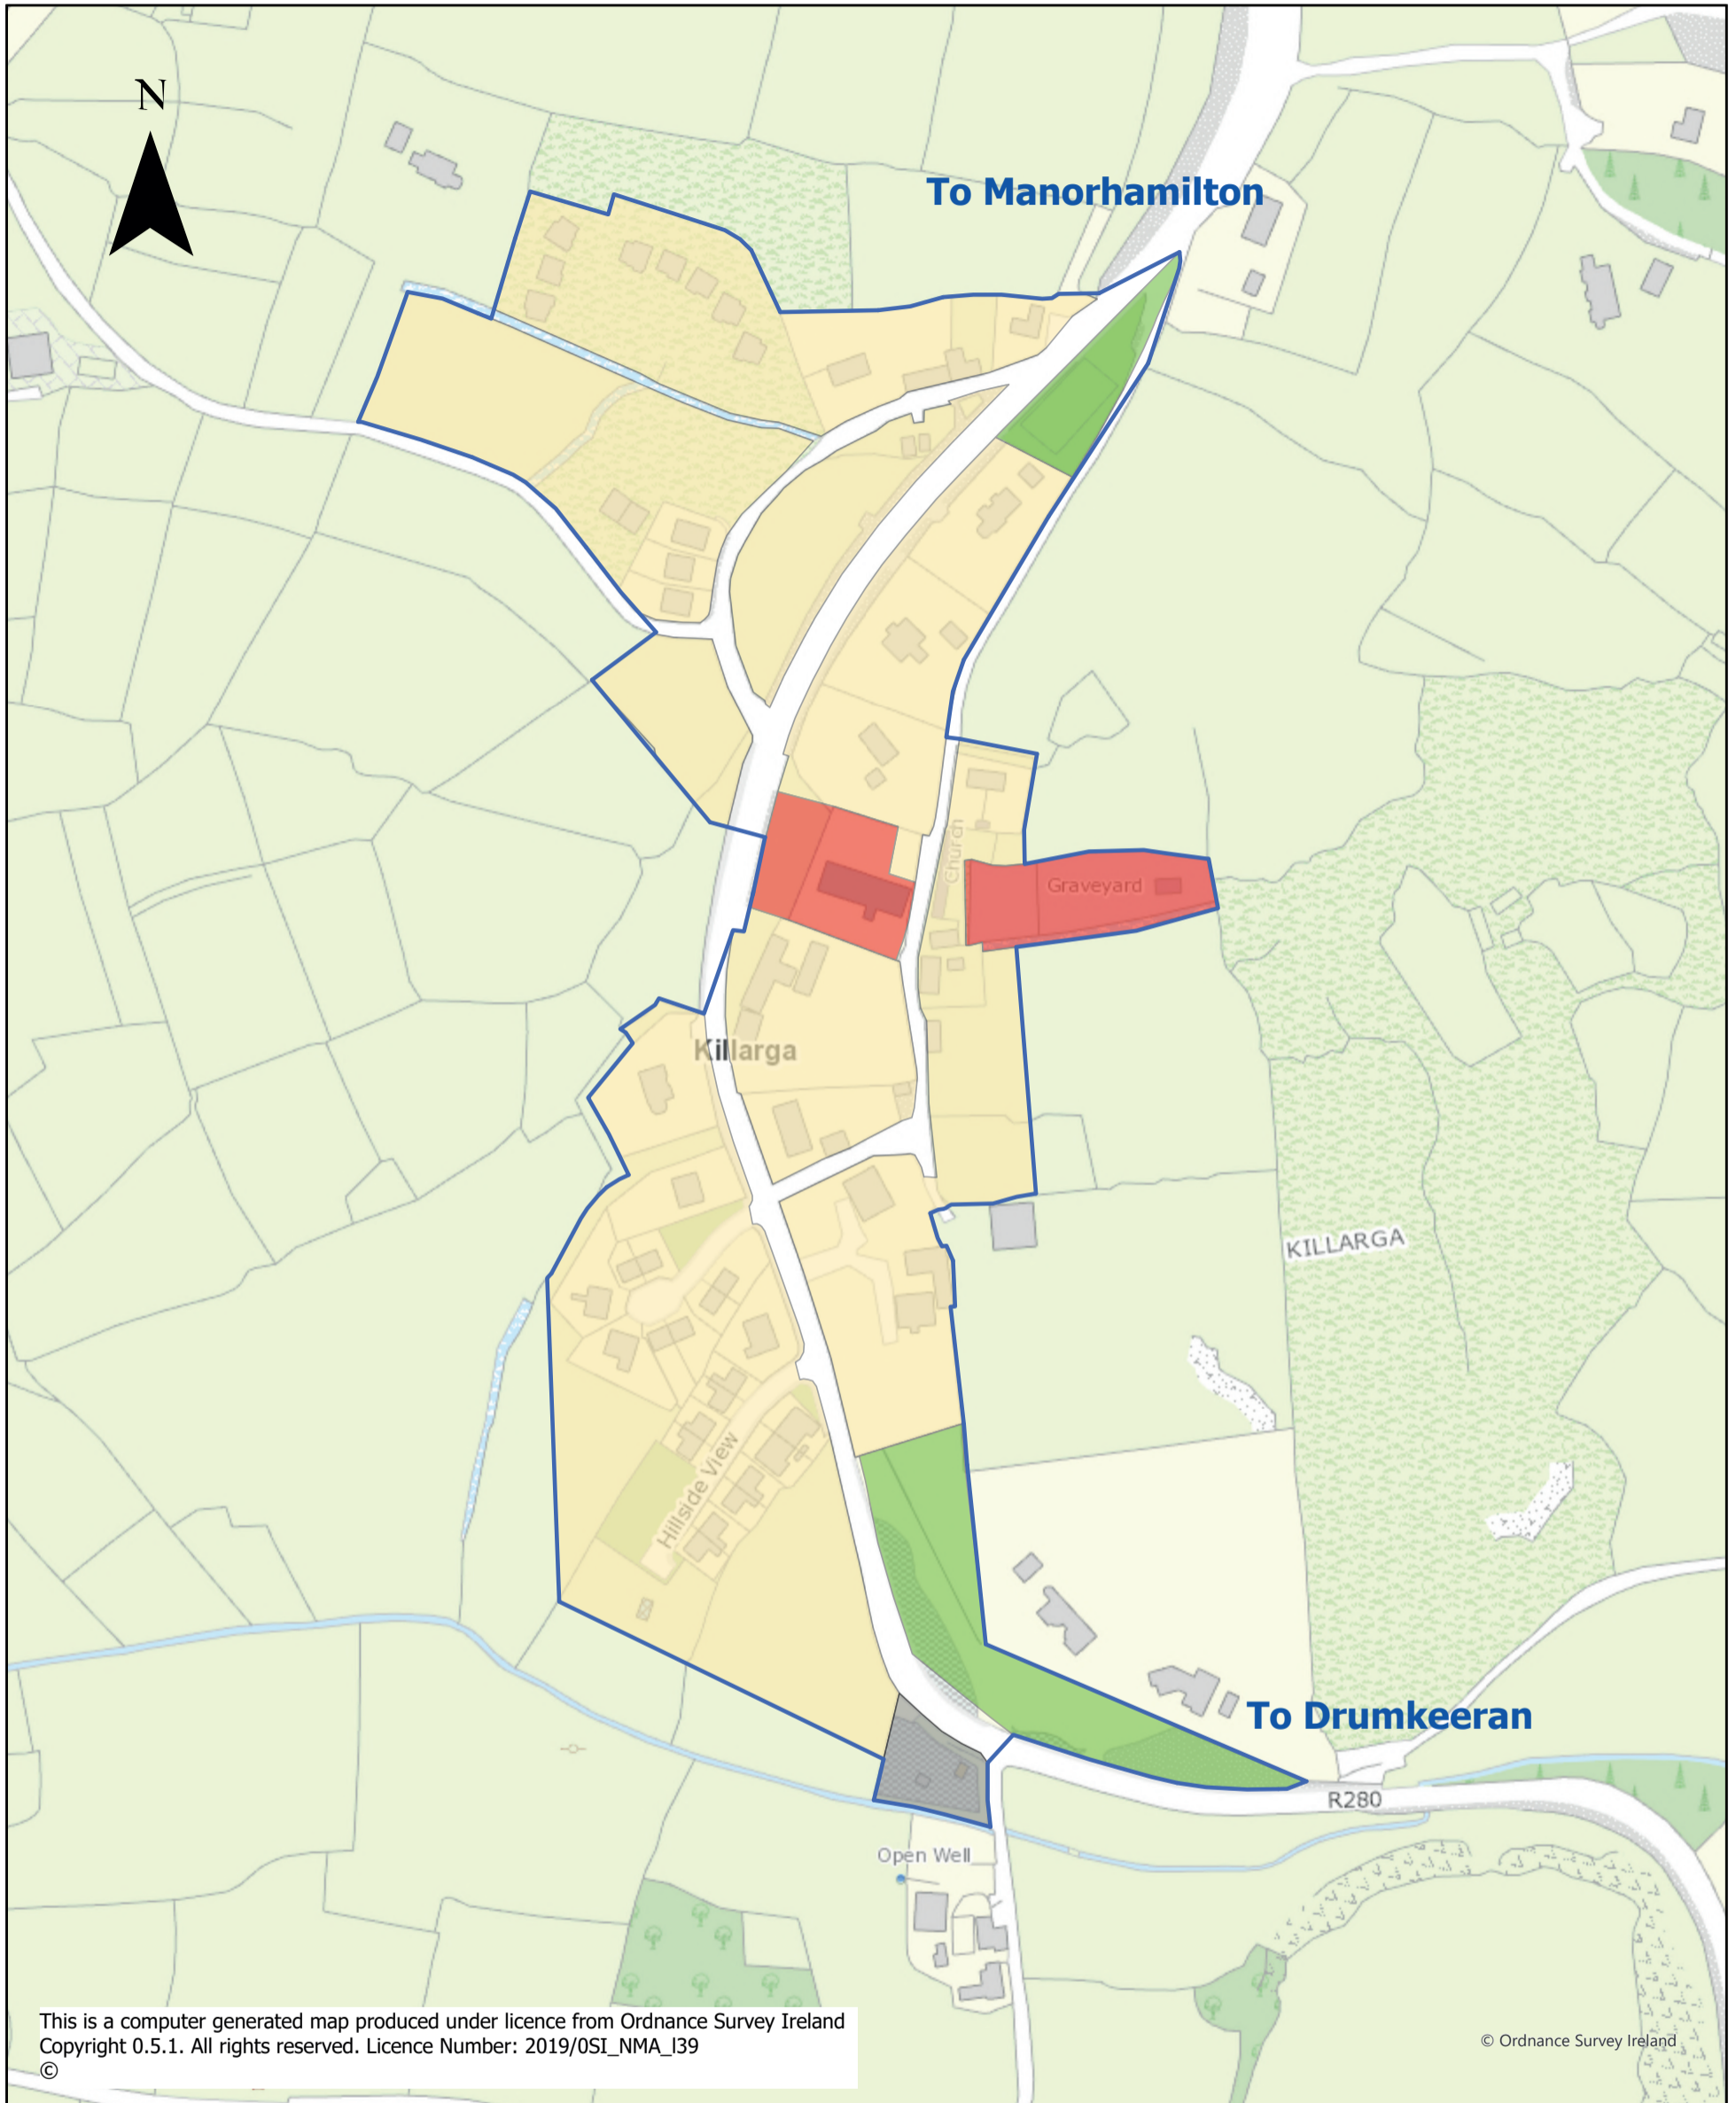 N
To Manorhamilton
Church
Graveyard
Killarga
KILLARGA
Hillside View
To Drumkeeran
R280
Open Well
This is a computer generated map produced under licence from Ordnance Survey Ireland
Copyright 0.5.1. All rights reserved. Licence Number: 2019/0SI_NMA_l39
©
© Ordnance Survey Ireland